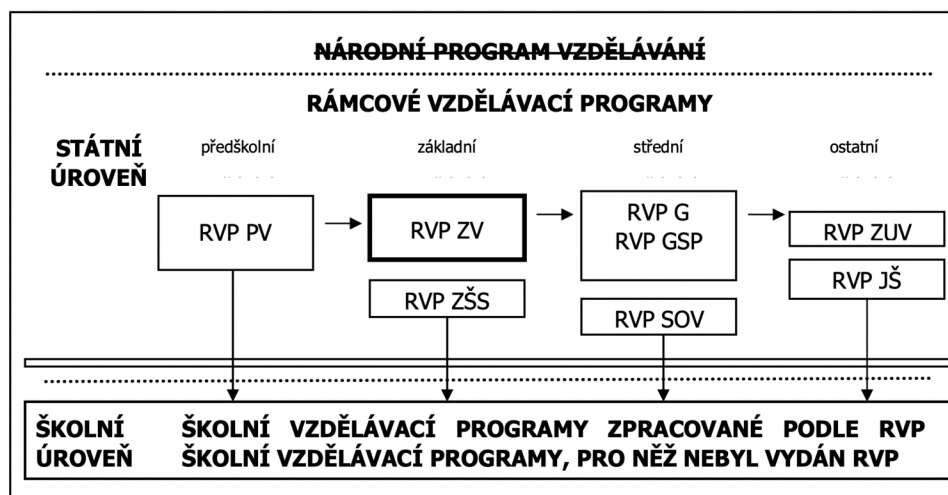 NÁRODNÍ PROGRAM VZDĚLÁVÁNÍ
RÁMCOVÉ VZDĚLÁVACÍ PROGRAMY
STÁTNÍ
ÚROVEŇ
předškolní
základní
střední
ostatní
RVP PV
RVP ZV
RVP G
RVP GSP
RVP ZUV
RVP ZŠS
RVP SOV
RVP JŠ
ŠKOLNÍ ŠKOLNÍ VZDĚLÁVACÍ PROGRAMY ZPRACOVANÉ PODLE RVP
ÚROVEŇ ŠKOLNÍ VZDĚLÁVACÍ PROGRAMY, PRO NĚŽ NEBYL VYDÁN RVP